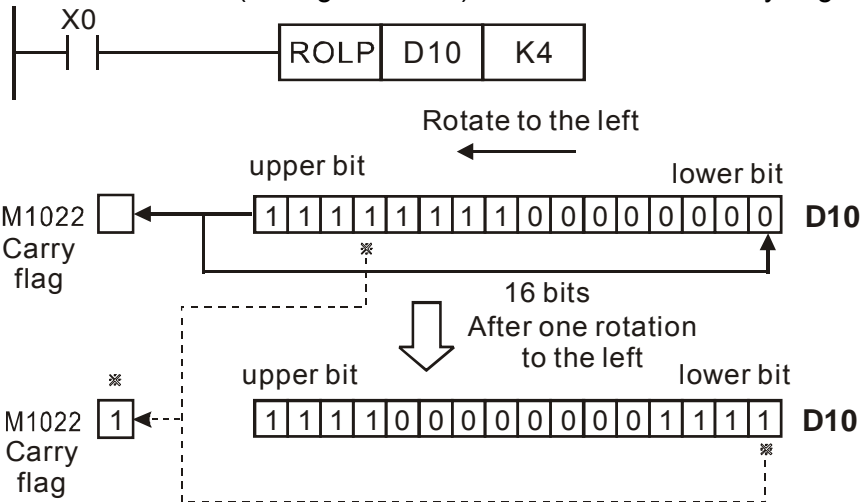 X0
ROLP D10 K4
Rotate to the left
upper bit lower bit
M1022 1 1 1 1 1 1 1 1 0 0 0 0 0 0 0 0 D10
Carry
flag
※
16 bits
After one rotation
to the left
※ upper bit lower bit
M1022 1 1 1 1 1 0 0 0 0 0 0 0 0 1 1 1 1 D10
Carry
flag
※